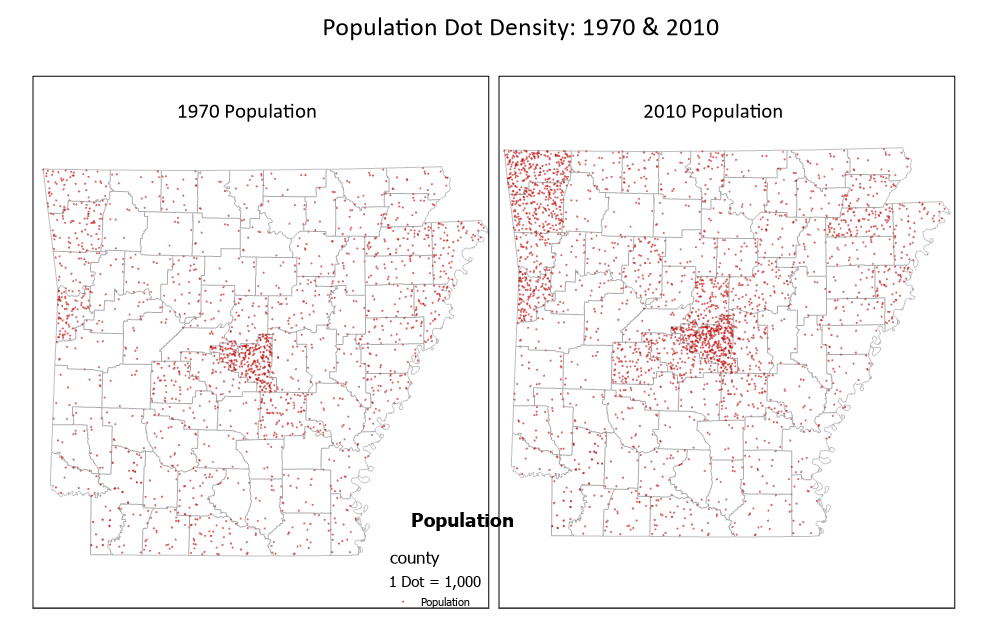 Population Dot Density: 1970 & 2010
1970 Population
2010 Population
Population
county
1 Dot = 1,000
Population